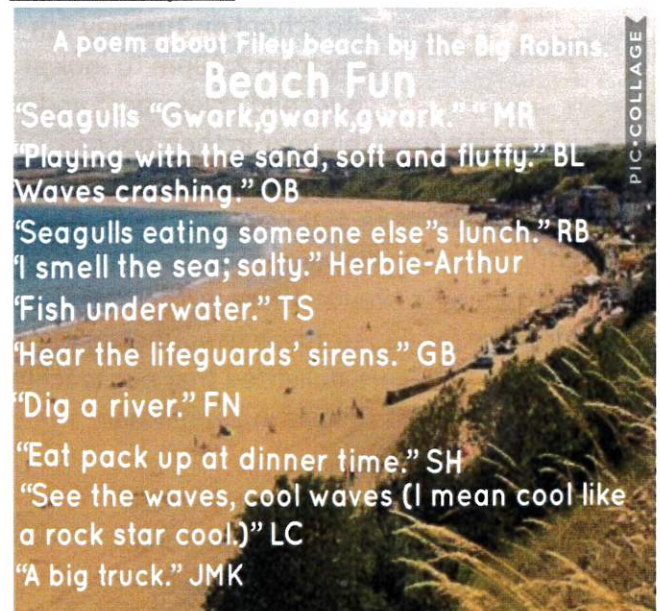 A poem about Filey beach by the Big Robins.
Beach Fun
"Seagulls "Gwark,gwark,gwark." " MR
"Playing with the sand, soft and fluffy." BL
Waves crashing." OB
"Seagulls eating someone else"s lunch." RB
"I smell the sea; salty." Herbie-Arthur
"Fish underwater." TS
"Hear the lifeguards' sirens." GB
"Dig a river." FN
"Eat pack up at dinner time." SH
"See the waves, cool waves (I mean cool like
a rock star cool.)" LC
"A big truck." JMK
PIC•COLLAGE